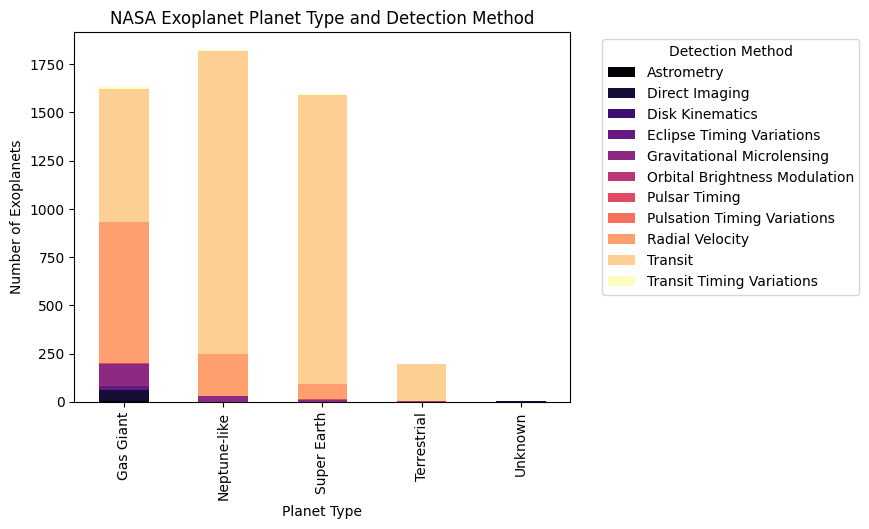 NASA Exoplanet Planet Type and Detection Method
Number of Exoplanets
1750
1500
1250
1000
750
500
250
0
Gas Giant
Neptune-like
Super Earth
Terrestrial
Unknown
Planet Type
Detection Method
Astrometry
Direct Imaging
Disk Kinematics
Eclipse Timing Variations
Gravitational Microlensing
Orbital Brightness Modulation
Pulsar Timing
Pulsation Timing Variations
Radial Velocity
Transit
Transit Timing Variations